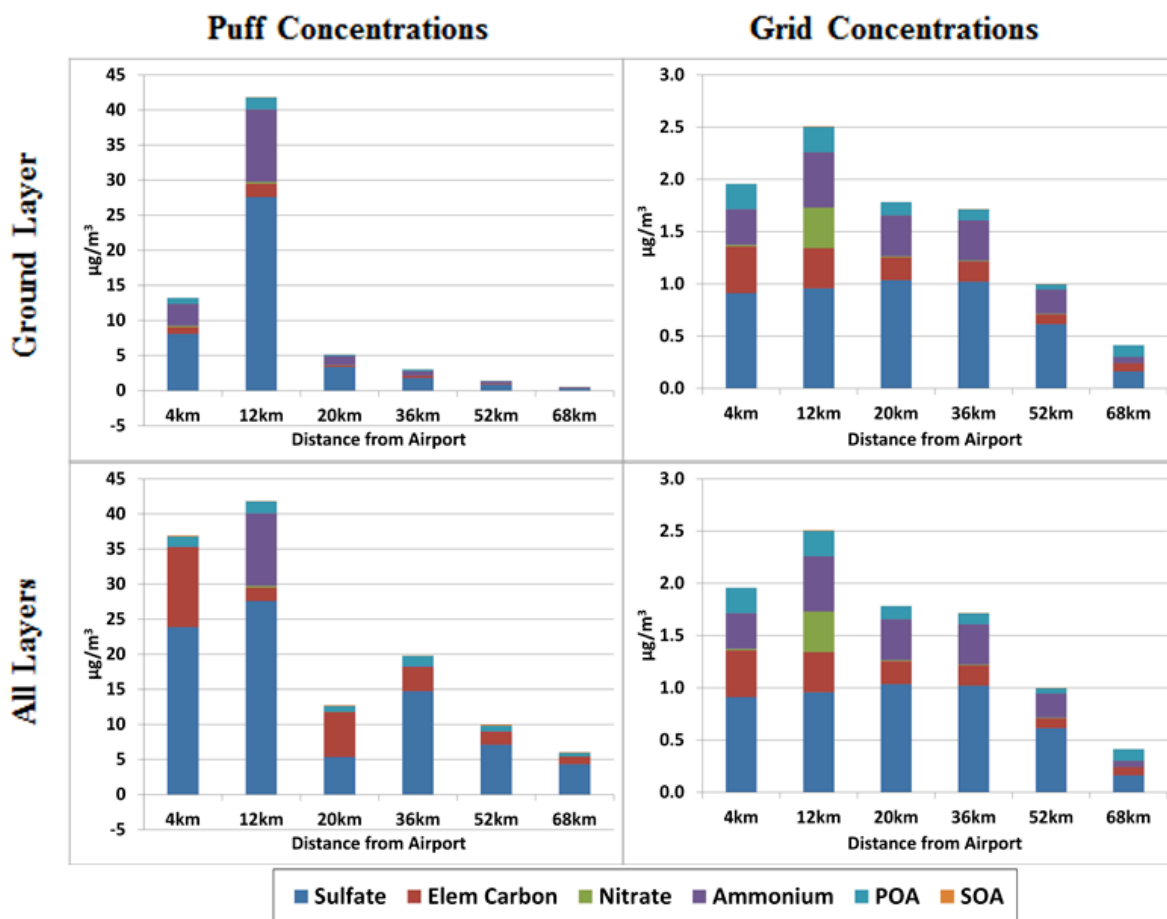 Puff Concentrations
Grid Concentrations
Ground Layer
45
40
35
30
25
20
15
10
5
0
-5
µg/m³
4km 12km 20km 36km 52km 68km
Distance from Airport
3.0
2.5
2.0
1.5
1.0
0.5
0.0
µg/m³
4km 12km 20km 36km 52km 68km
Distance from Airport
All Layers
45
40
35
30
25
20
15
10
5
0
-5
µg/m³
4km 12km 20km 36km 52km 68km
Distance from Airport
3.0
2.5
2.0
1.5
1.0
0.5
0.0
µg/m³
4km 12km 20km 36km 52km 68km
Distance from Airport
Sulfate Elem Carbon Nitrate Ammonium POA SOA